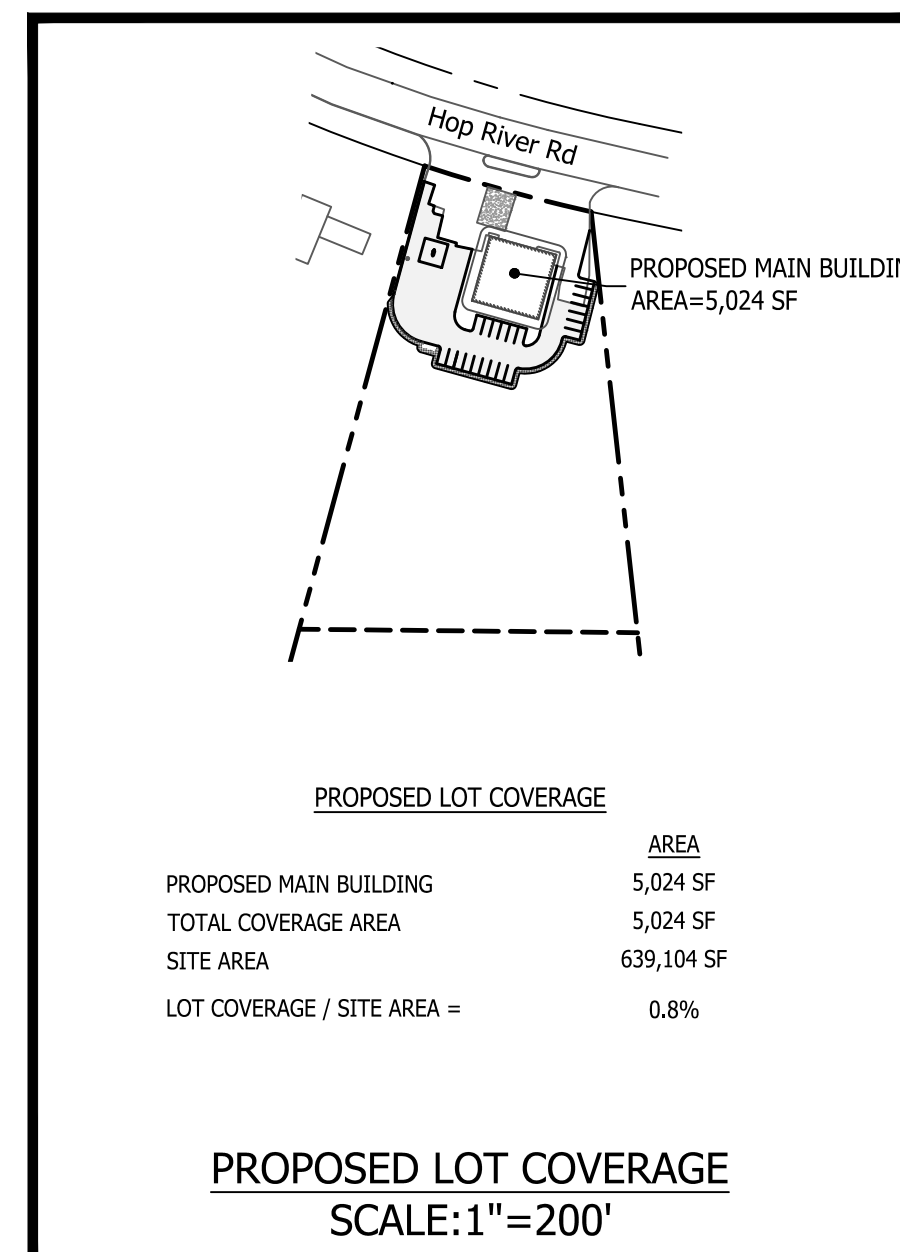 Hop River Rd
PROPOSED MAIN BUILDIN
AREA=5,024 SF
PROPOSED LOT COVERAGE
AREA
PROPOSED MAIN BUILDING 5,024 SF
TOTAL COVERAGE AREA 5,024 SF
SITE AREA 639,104 SF
LOT COVERAGE / SITE AREA = 0.8%
PROPOSED LOT COVERAGE
SCALE:1"=200'